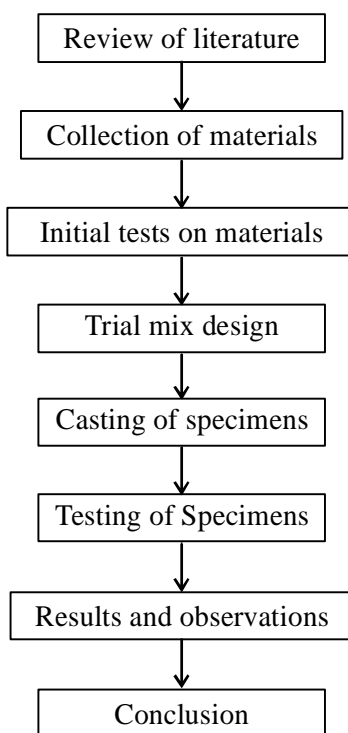 Review of literature
Collection of materials
Initial tests on materials
Trial mix design
Casting of specimens
Testing of Specimens
Results and observations
Conclusion